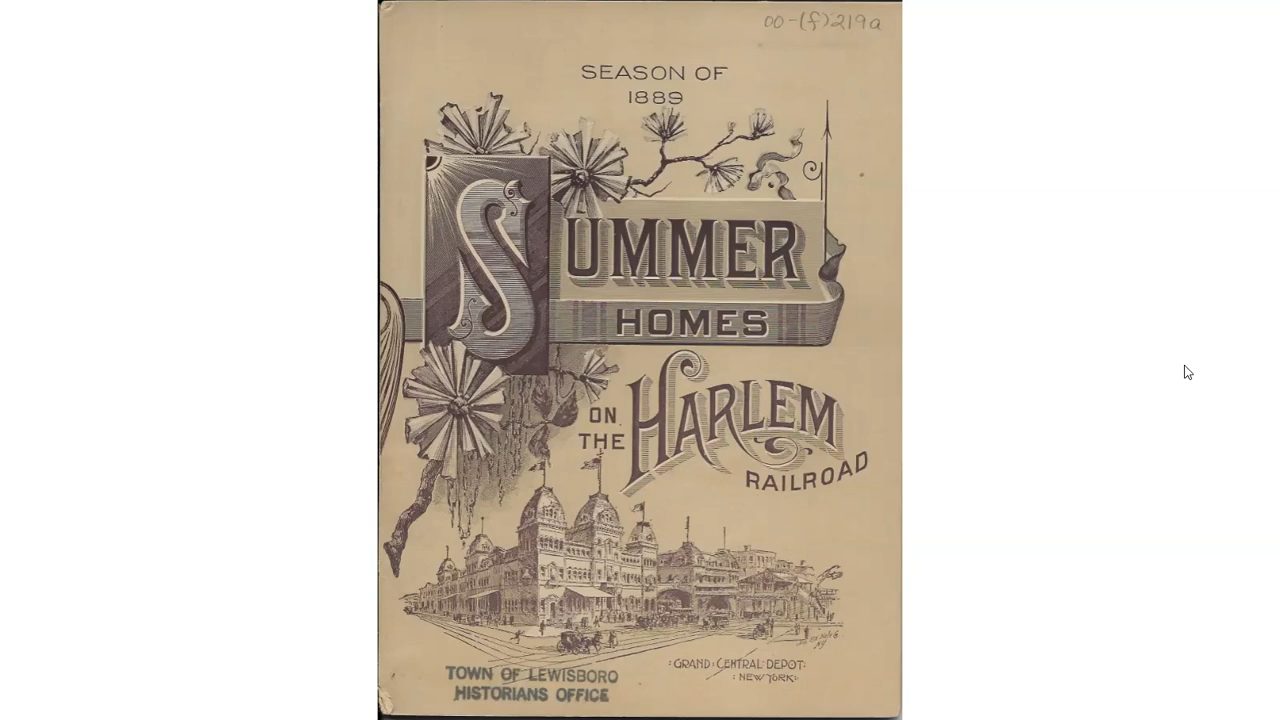 00-(f)219a
SEASON OF
1889
SUMMER
HOMES
ON
THE HARLEM
RAILROAD
:GRAND CENTRAL DEPOT:
:NEW YORK:
TOWN OF LEWISBORO
HISTORIANS OFFICE